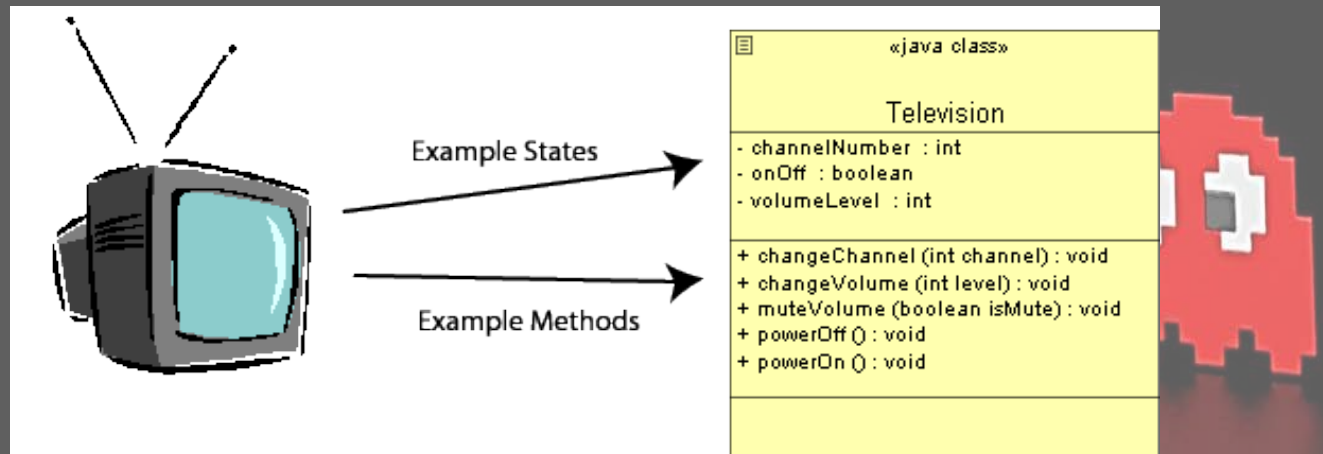 Example States
Example Methods
«java class»
Television
- channelNumber : int
- onOff : boolean
- volumeLevel : int
+ changeChannel (int channel) : void
+ changeVolume (int level) : void
+ muteVolume (boolean isMute) : void
+ powerOff () : void
+ powerOn () : void